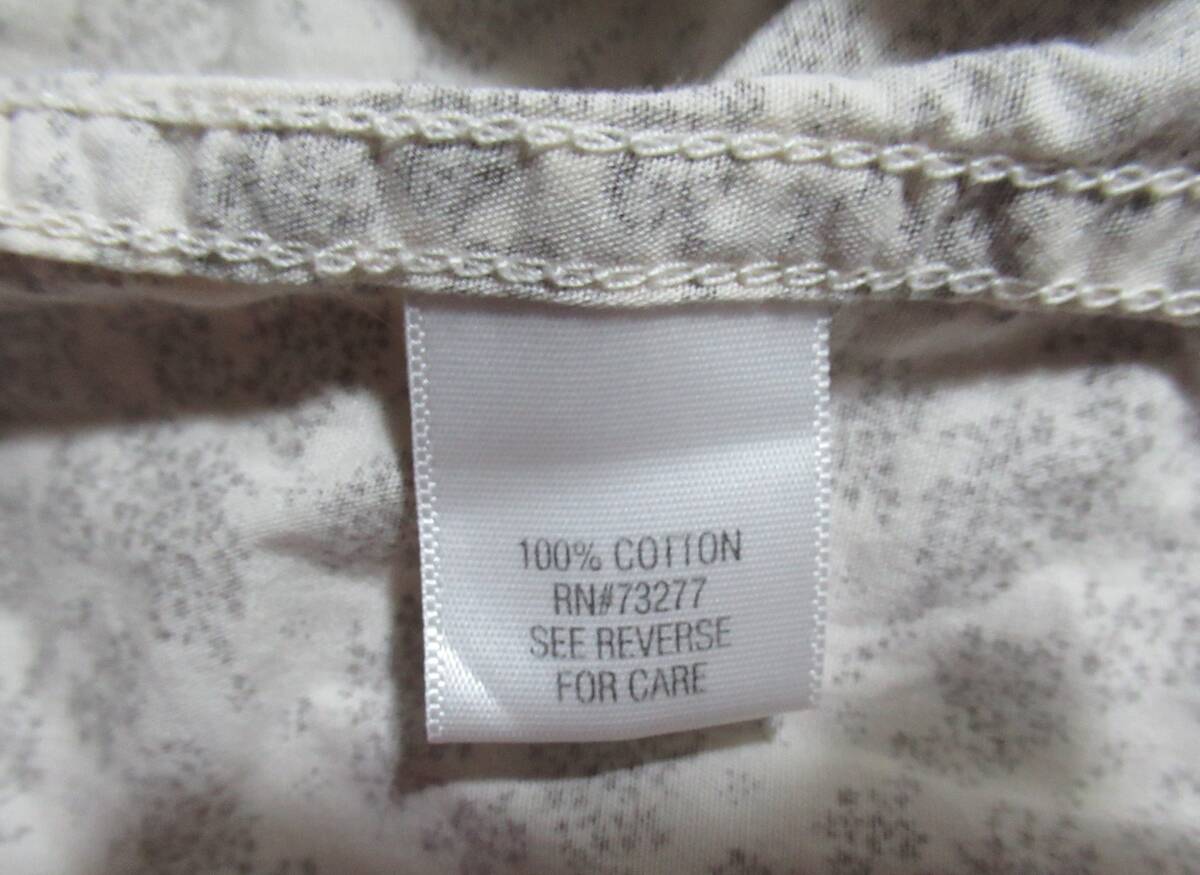 100% COTTON
RN#73277
SEE REVERSE
FOR CARE